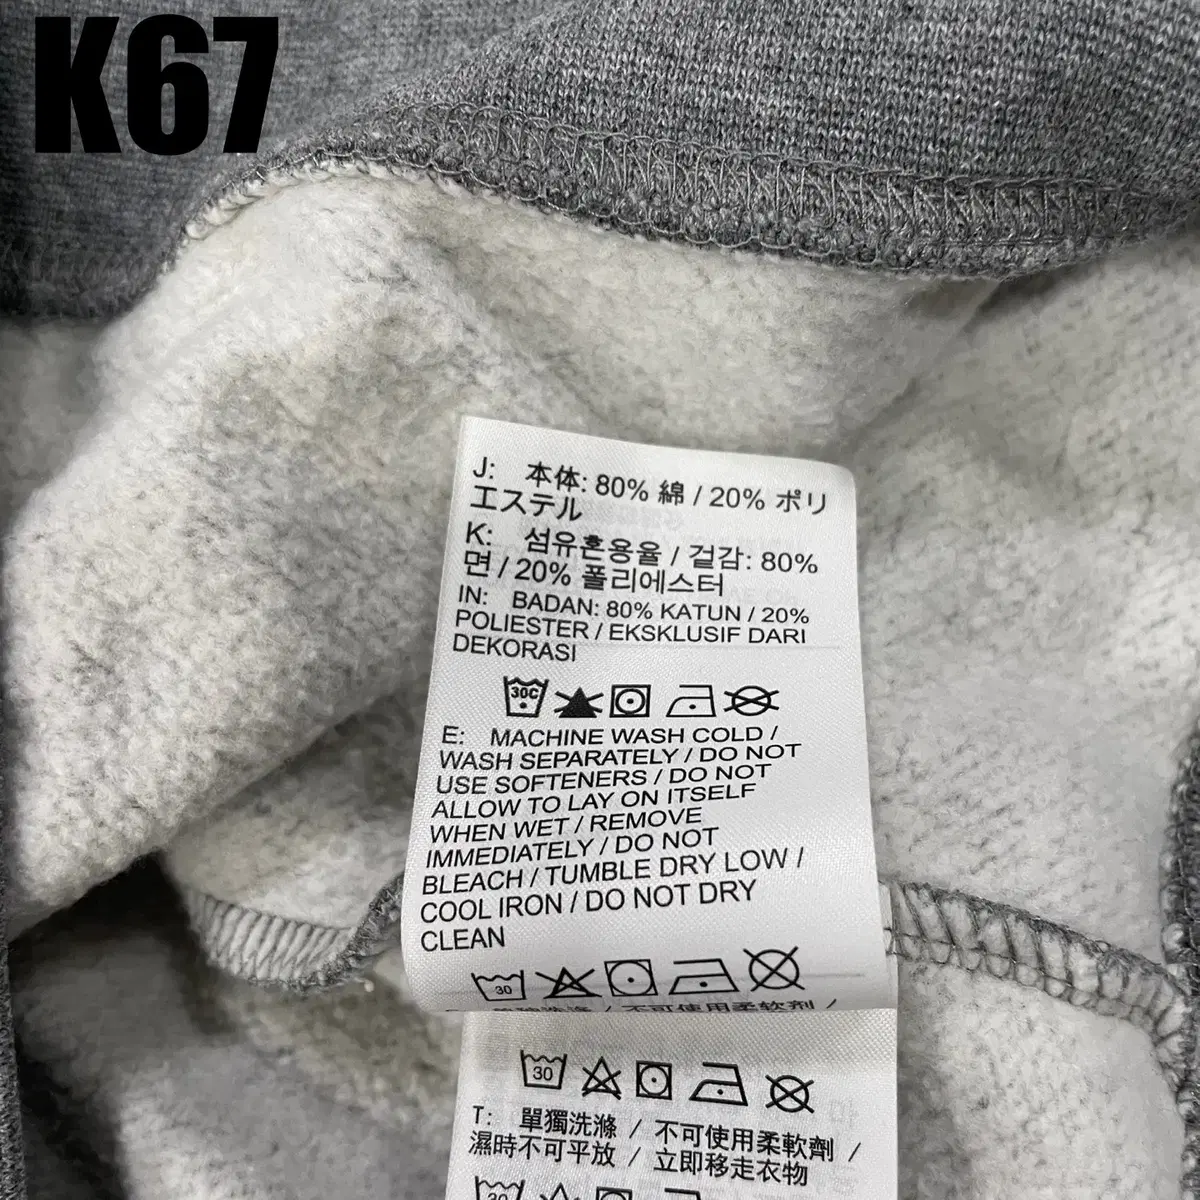 K67
J: 本体: 80% 綿 / 20% ポリ
エステル
K: 섬유혼용율 / 겉감: 80%
면 / 20% 폴리에스터
IN: BADAN: 80% KATUN / 20%
POLIESTER / EKSKLUSIF DARI
DEKORASI
30C
E: MACHINE WASH COLD /
WASH SEPARATELY / DO NOT
USE SOFTENERS / DO NOT
ALLOW TO LAY ON ITSELF
WHEN WET / REMOVE
IMMEDIATELY / DO NOT
BLEACH / TUMBLE DRY LOW /
COOL IRON / DO NOT DRY
CLEAN
30
/ 不可使用柔软剂 /
30
T: 單獨洗滌 / 不可使用柔軟劑 /
濕時不可平放 / 立即移走衣物
30